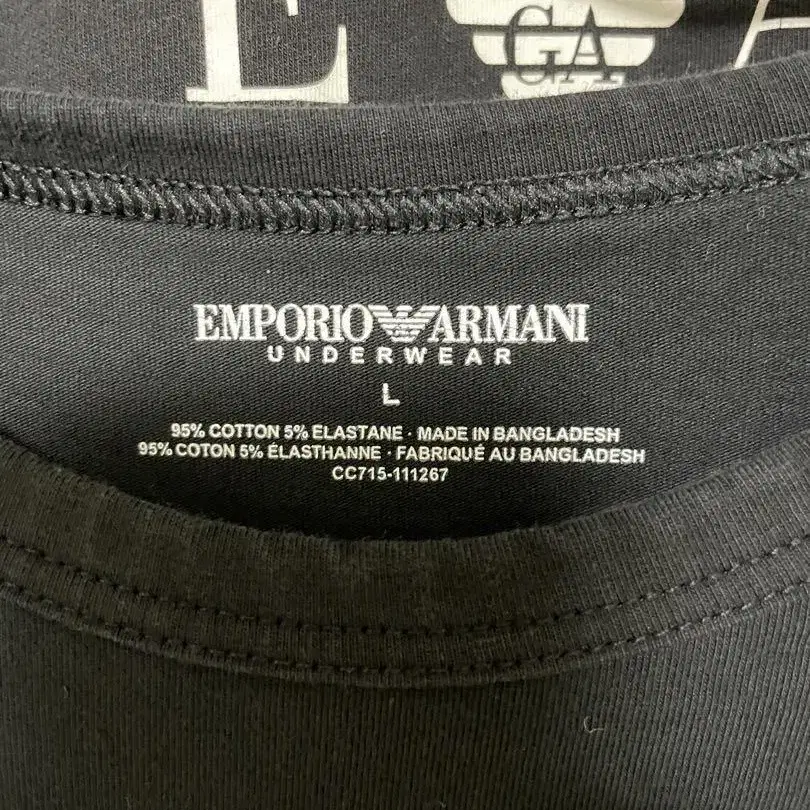 E GA A
EMPORIO ARMANI
UNDERWEAR
L
95% COTTON 5% ELASTANE · MADE IN BANGLADESH
95% COTON 5% ÉLASTHANNE · FABRIQUÉ AU BANGLADESH
CC715-111267